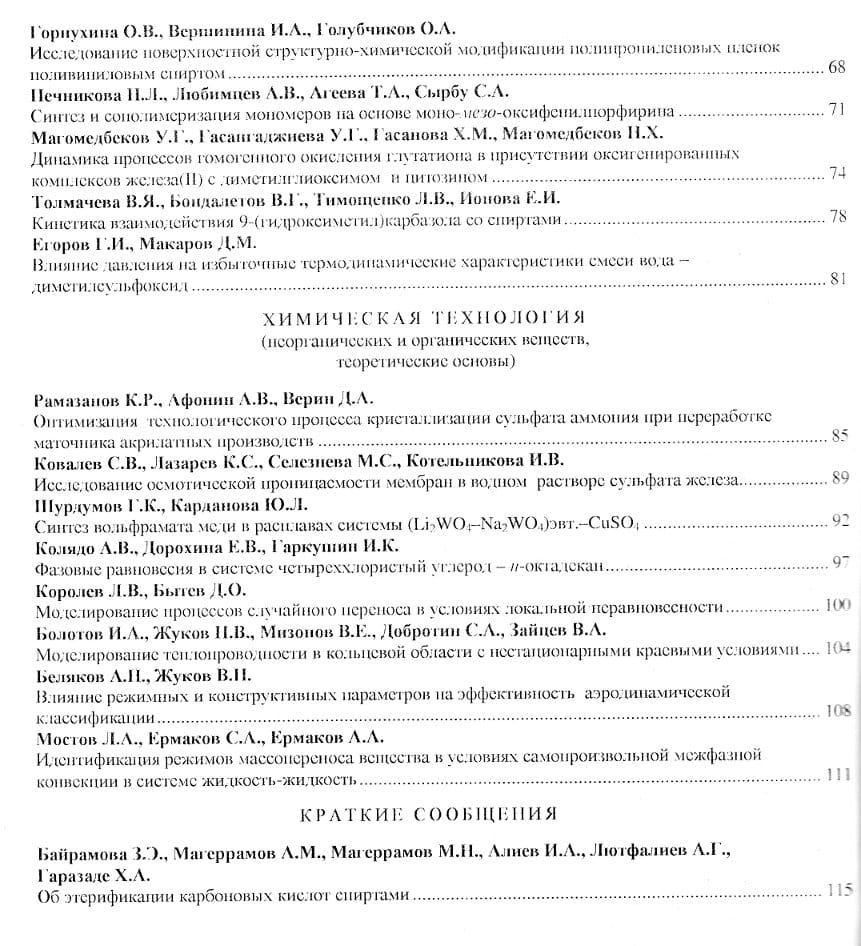 Горнухина О.В., Вершинина И.А., Голубчиков О.А.
Исследование поверхностной структурно-химической модификации полипропиленовых пленок
поливиниловым спиртом ........ 68
Печникова Н.Л., Любимцев А.В., Агеева Т.А., Сырбу С.А.
Синтез и сополимеризация мономеров на основе моно-мезо-оксифенилпорфирина ........ 71
Магомедбеков У.Г., Гасангаджиева У.Г., Гасанова Х.М., Магомедбеков Н.Х.
Динамика процессов гомогенного окисления глутатиона в присутствии оксигенированных
комплексов железа(II) с диметилглиоксимом и цитозином ........ 74
Толмачева В.Я., Бондалетов В.Г., Тимощенко Л.В., Ионова Е.И.
Кинетика взаимодействия 9-(гидроксиметил)карбазола со спиртами ........ 78
Егоров Г.И., Макаров Д.М.
Влияние давления на избыточные термодинамические характеристики смеси вода –
диметилсульфоксид ........ 81
ХИМИЧЕСКАЯ ТЕХНОЛОГИЯ
(неорганических и органических веществ,
теоретические основы)
Рамазанов К.Р., Афонин А.В., Верин Д.А.
Оптимизация технологического процесса кристаллизации сульфата аммония при переработке
маточника акрилатных производств ........ 85
Ковалев С.В., Лазарев К.С., Селезнева М.С., Котельникова И.В.
Исследование осмотической проницаемости мембран в водном растворе сульфата железа........ 89
Шурдумов Г.К., Карданова Ю.Л.
Синтез вольфрамата меди в расплавах системы (Li₂WO₄–Na₂WO₄)эвт.–CuSO₄ ........ 92
Колядо А.В., Дорохина Е.В., Гаркушин И.К.
Фазовые равновесия в системе четыреххлористый углерод – н-октадекан ........ 97
Королев Л.В., Бытев Д.О.
Моделирование процессов случайного переноса в условиях локальной неравновесности ........ 100
Болотов И.А., Жуков П.В., Мизонов В.Е., Добротин С.А., Зайцев В.А.
Моделирование теплопроводности в кольцевой области с нестационарными краевыми условиями .... 104
Беляков А.Н., Жуков В.П.
Влияние режимных и конструктивных параметров на эффективность аэродинамической
классификации ........ 108
Мостов Л.А., Ермаков С.А., Ермаков А.А.
Идентификация режимов массопереноса вещества в условиях самопроизвольной межфазной
конвекции в системе жидкость-жидкость ........ 111
КРАТКИЕ СООБЩЕНИЯ
Байрамова З.Э., Магеррамов А.М., Магеррамов М.Н., Алиев И.А., Лютфалиев А.Г.,
Гаразаде Х.А.
Об этерификации карбоновых кислот спиртами ........ 115